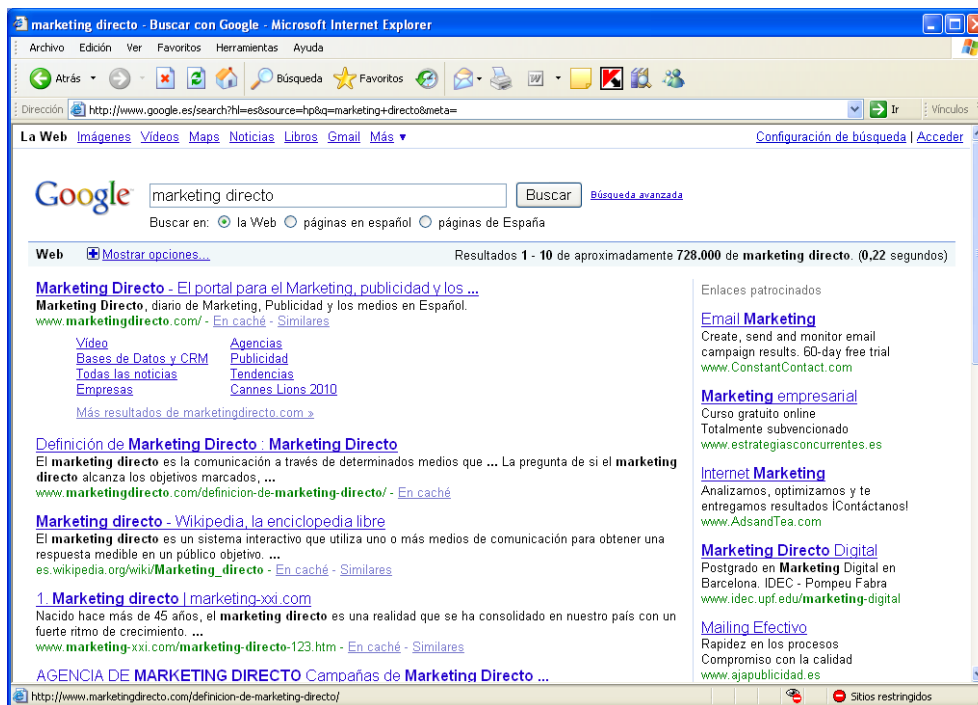 marketing directo - Buscar con Google - Microsoft Internet Explorer
Archivo Edición Ver Favoritos Herramientas Ayuda
Atrás Búsqueda Favoritos
Dirección http://www.google.es/search?hl=es&source=hp&q=marketing+directo&meta= Ir Vínculos
La Web Imágenes Vídeos Maps Noticias Libros Gmail Más ▼ Configuración de búsqueda | Acceder
Google marketing directo Buscar Búsqueda avanzada
Buscar en: la Web páginas en español páginas de España
Web Mostrar opciones... Resultados 1 - 10 de aproximadamente 728.000 de marketing directo. (0,22 segundos)
Marketing Directo - El portal para el Marketing, publicidad y los ...
Marketing Directo, diario de Marketing, Publicidad y los medios en Español.
www.marketingdirecto.com/ - En caché - Similares
Vídeo Agencias
Bases de Datos y CRM Publicidad
Todas las noticias Tendencias
Empresas Cannes Lions 2010
Más resultados de marketingdirecto.com »
Definición de Marketing Directo : Marketing Directo
El marketing directo es la comunicación a través de determinados medios que ... La pregunta de si el marketing
directo alcanza los objetivos marcados, ...
www.marketingdirecto.com/definicion-de-marketing-directo/ - En caché
Marketing directo - Wikipedia, la enciclopedia libre
El marketing directo es un sistema interactivo que utiliza uno o más medios de comunicación para obtener una
respuesta medible en un público objetivo. ...
es.wikipedia.org/wiki/Marketing_directo - En caché - Similares
1. Marketing directo | marketing-xxi.com
Nacido hace más de 45 años, el marketing directo es una realidad que se ha consolidado en nuestro país con un
fuerte ritmo de crecimiento. ...
www.marketing-xxi.com/marketing-directo-123.htm - En caché - Similares
AGENCIA DE MARKETING DIRECTO Campañas de Marketing Directo ...
Enlaces patrocinados
Email Marketing
Create, send and monitor email
campaign results. 60-day free trial
www.ConstantContact.com
Marketing empresarial
Curso gratuito online
Totalmente subvencionado
www.estrategiasconcurrentes.es
Internet Marketing
Analizamos, optimizamos y te
entregamos resultados ¡Contáctanos!
www.AdsandTea.com
Marketing Directo Digital
Postgrado en Marketing Digital en
Barcelona. IDEC - Pompeu Fabra
www.idec.upf.edu/marketing-digital
Mailing Efectivo
Rapidez en los procesos
Compromiso con la calidad
www.ajapublicidad.es
http://www.marketingdirecto.com/definicion-de-marketing-directo/ Sitios restringidos